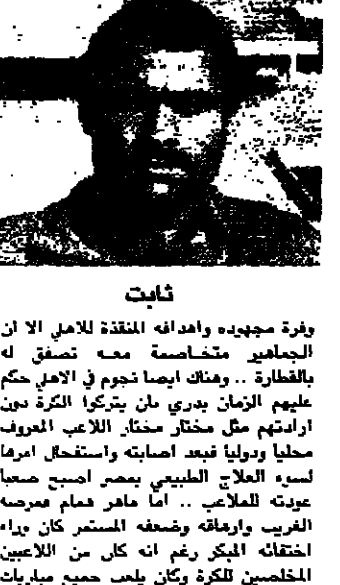 ثابت
وفرة مجهوده واهدافه المنقذة للاهلي الا ان
الجماهير متخاصمة معه تصفق له
بالقطارة .. وهناك ايضا نجوم في الاهلي حكم
عليهم الزمان بدري بان يتركوا الكرة دون
ارادتهم مثل مختار مختار اللاعب المعروف
محليا ودوليا فبعد اصابته واستفحال امرها
لسوء العلاج الطبيعي بمصر اصبح صعبا
عودته للملاعب .. اما ماهر همام فمرضه
الغريب وارهاقه وضعفه المستمر كان وراء
اختفائه المبكر رغم انه كان من اللاعبين
المخلصين للكرة وكان يلعب جميع مباريات